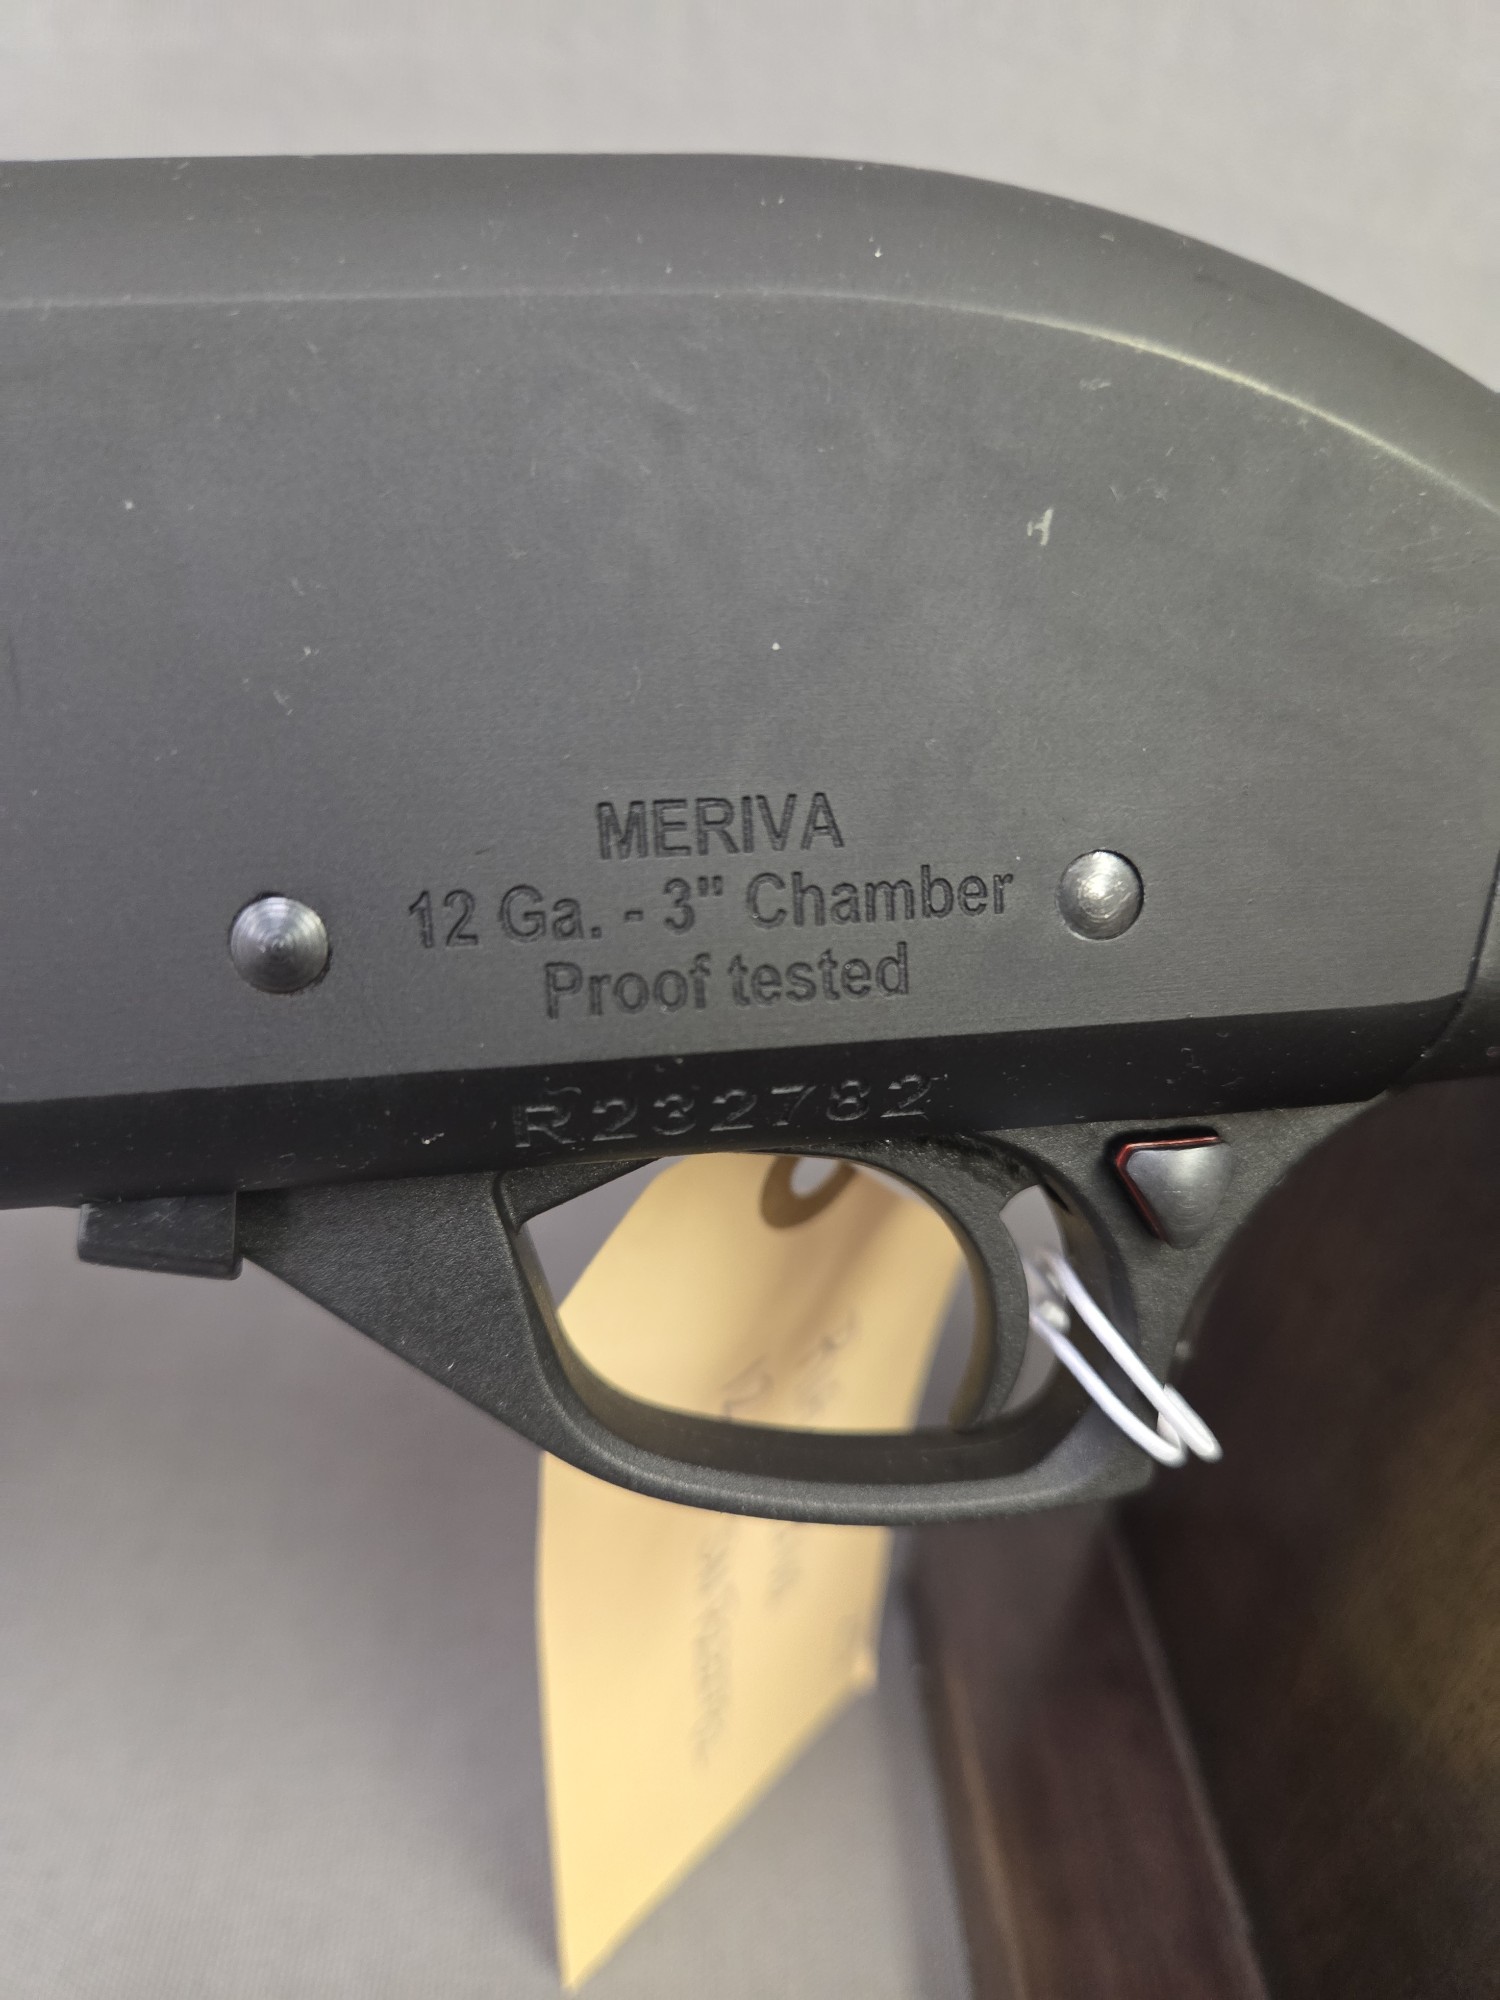 MERIVA
12 Ga. - 3" Chamber
Proof tested
R232782